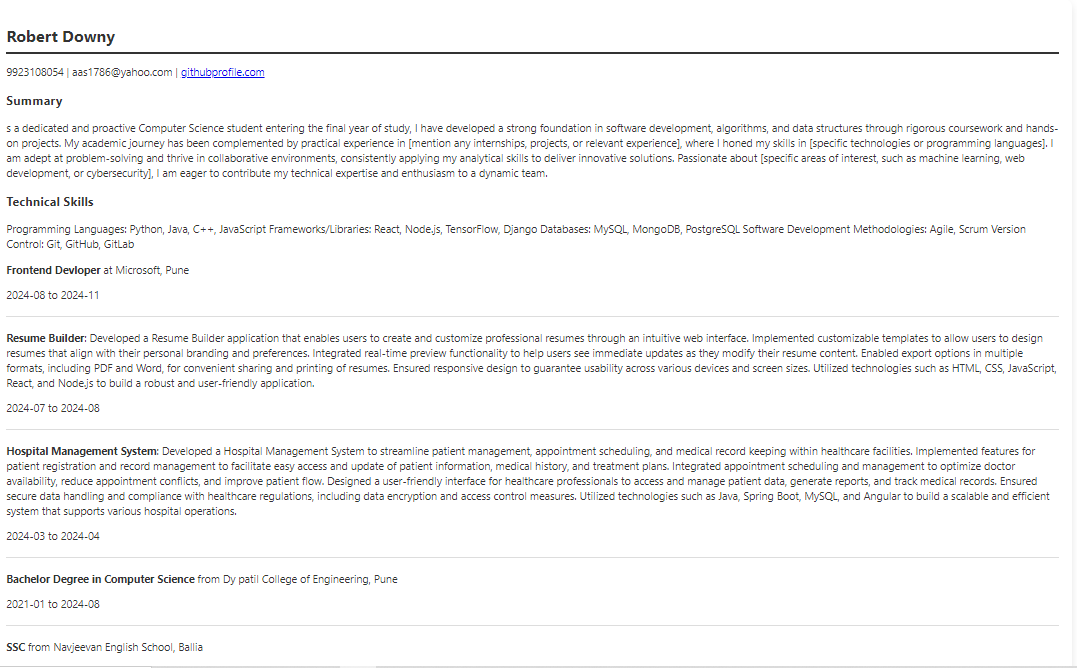 Robert Downy
9923108054 | aas1786@yahoo.com | githubprofile.com
Summary
s a dedicated and proactive Computer Science student entering the final year of study, I have developed a strong foundation in software development, algorithms, and data structures through rigorous coursework and hands-
on projects. My academic journey has been complemented by practical experience in [mention any internships, projects, or relevant experience], where I honed my skills in [specific technologies or programming languages]. I
am adept at problem-solving and thrive in collaborative environments, consistently applying my analytical skills to deliver innovative solutions. Passionate about [specific areas of interest, such as machine learning, web
development, or cybersecurity], I am eager to contribute my technical expertise and enthusiasm to a dynamic team.
Technical Skills
Programming Languages: Python, Java, C++, JavaScript Frameworks/Libraries: React, Node.js, TensorFlow, Django Databases: MySQL, MongoDB, PostgreSQL Software Development Methodologies: Agile, Scrum Version
Control: Git, GitHub, GitLab
Frontend Devloper at Microsoft, Pune
2024-08 to 2024-11
Resume Builder: Developed a Resume Builder application that enables users to create and customize professional resumes through an intuitive web interface. Implemented customizable templates to allow users to design
resumes that align with their personal branding and preferences. Integrated real-time preview functionality to help users see immediate updates as they modify their resume content. Enabled export options in multiple
formats, including PDF and Word, for convenient sharing and printing of resumes. Ensured responsive design to guarantee usability across various devices and screen sizes. Utilized technologies such as HTML, CSS, JavaScript,
React, and Node.js to build a robust and user-friendly application.
2024-07 to 2024-08
Hospital Management System: Developed a Hospital Management System to streamline patient management, appointment scheduling, and medical record keeping within healthcare facilities. Implemented features for
patient registration and record management to facilitate easy access and update of patient information, medical history, and treatment plans. Integrated appointment scheduling and management to optimize doctor
availability, reduce appointment conflicts, and improve patient flow. Designed a user-friendly interface for healthcare professionals to access and manage patient data, generate reports, and track medical records. Ensured
secure data handling and compliance with healthcare regulations, including data encryption and access control measures. Utilized technologies such as Java, Spring Boot, MySQL, and Angular to build a scalable and efficient
system that supports various hospital operations.
2024-03 to 2024-04
Bachelor Degree in Computer Science from Dy patil College of Engineering, Pune
2021-01 to 2024-08
SSC from Navjeevan English School, Ballia